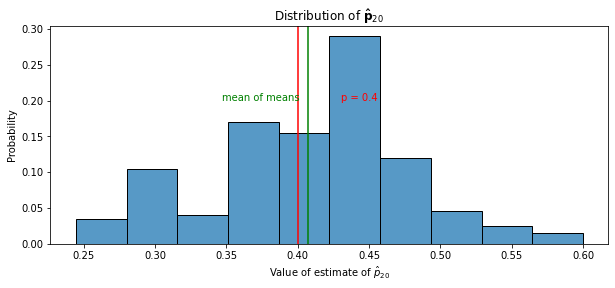 Distribution of p̂₂₀
0.30
0.25
0.20
0.15
0.10
0.05
0.00
Probability
mean of means
p = 0.4
0.25 0.30 0.35 0.40 0.45 0.50 0.55 0.60
Value of estimate of p̂₂₀